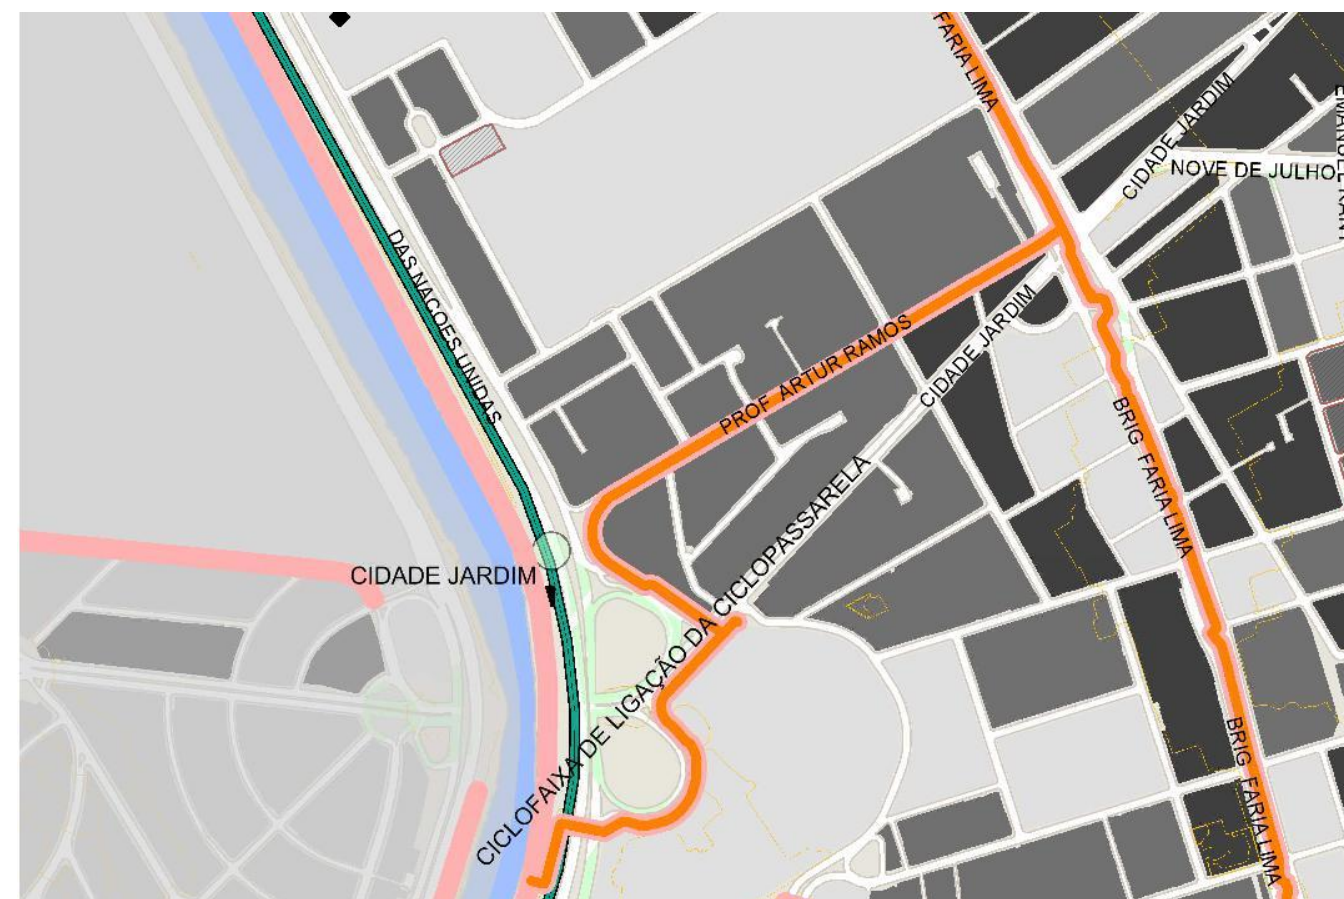 FARIA LIMA
CIDADE JARDIM
NOVE DE JULHO
DAS NACOES UNIDAS
PROF ARTUR RAMOS
CIDADE JARDIM
BRIG FARIA LIMA
CIDADE JARDIM
CICLOFAIXA DE LIGAÇÃO DA CICLOPASSARELA
BRIG FARIA LIMA